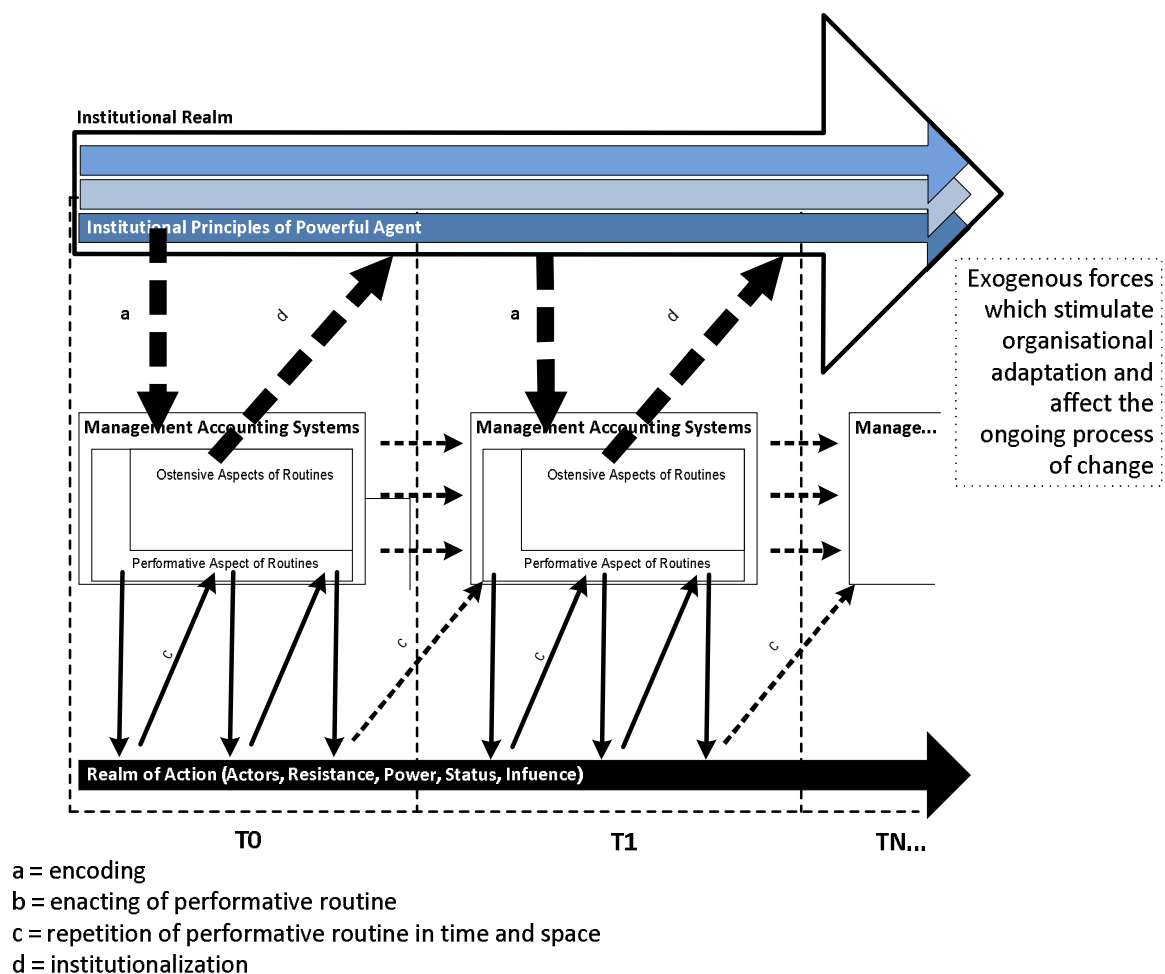 Institutional Realm
Institutional Principles of Powerful Agent
Exogenous forces
which stimulate
organisational
adaptation and
affect the
ongoing process
of change
a
d
a
d
Management Accounting Systems
Management Accounting Systems
Manage...
Ostensive Aspects of Routines
Ostensive Aspects of Routines
Performative Aspect of Routines
Performative Aspect of Routines
c
c
c
c
Realm of Action (Actors, Resistance, Power, Status, Infuence)
T0
T1
TN...
a = encoding
b = enacting of performative routine
c = repetition of performative routine in time and space
d = institutionalization